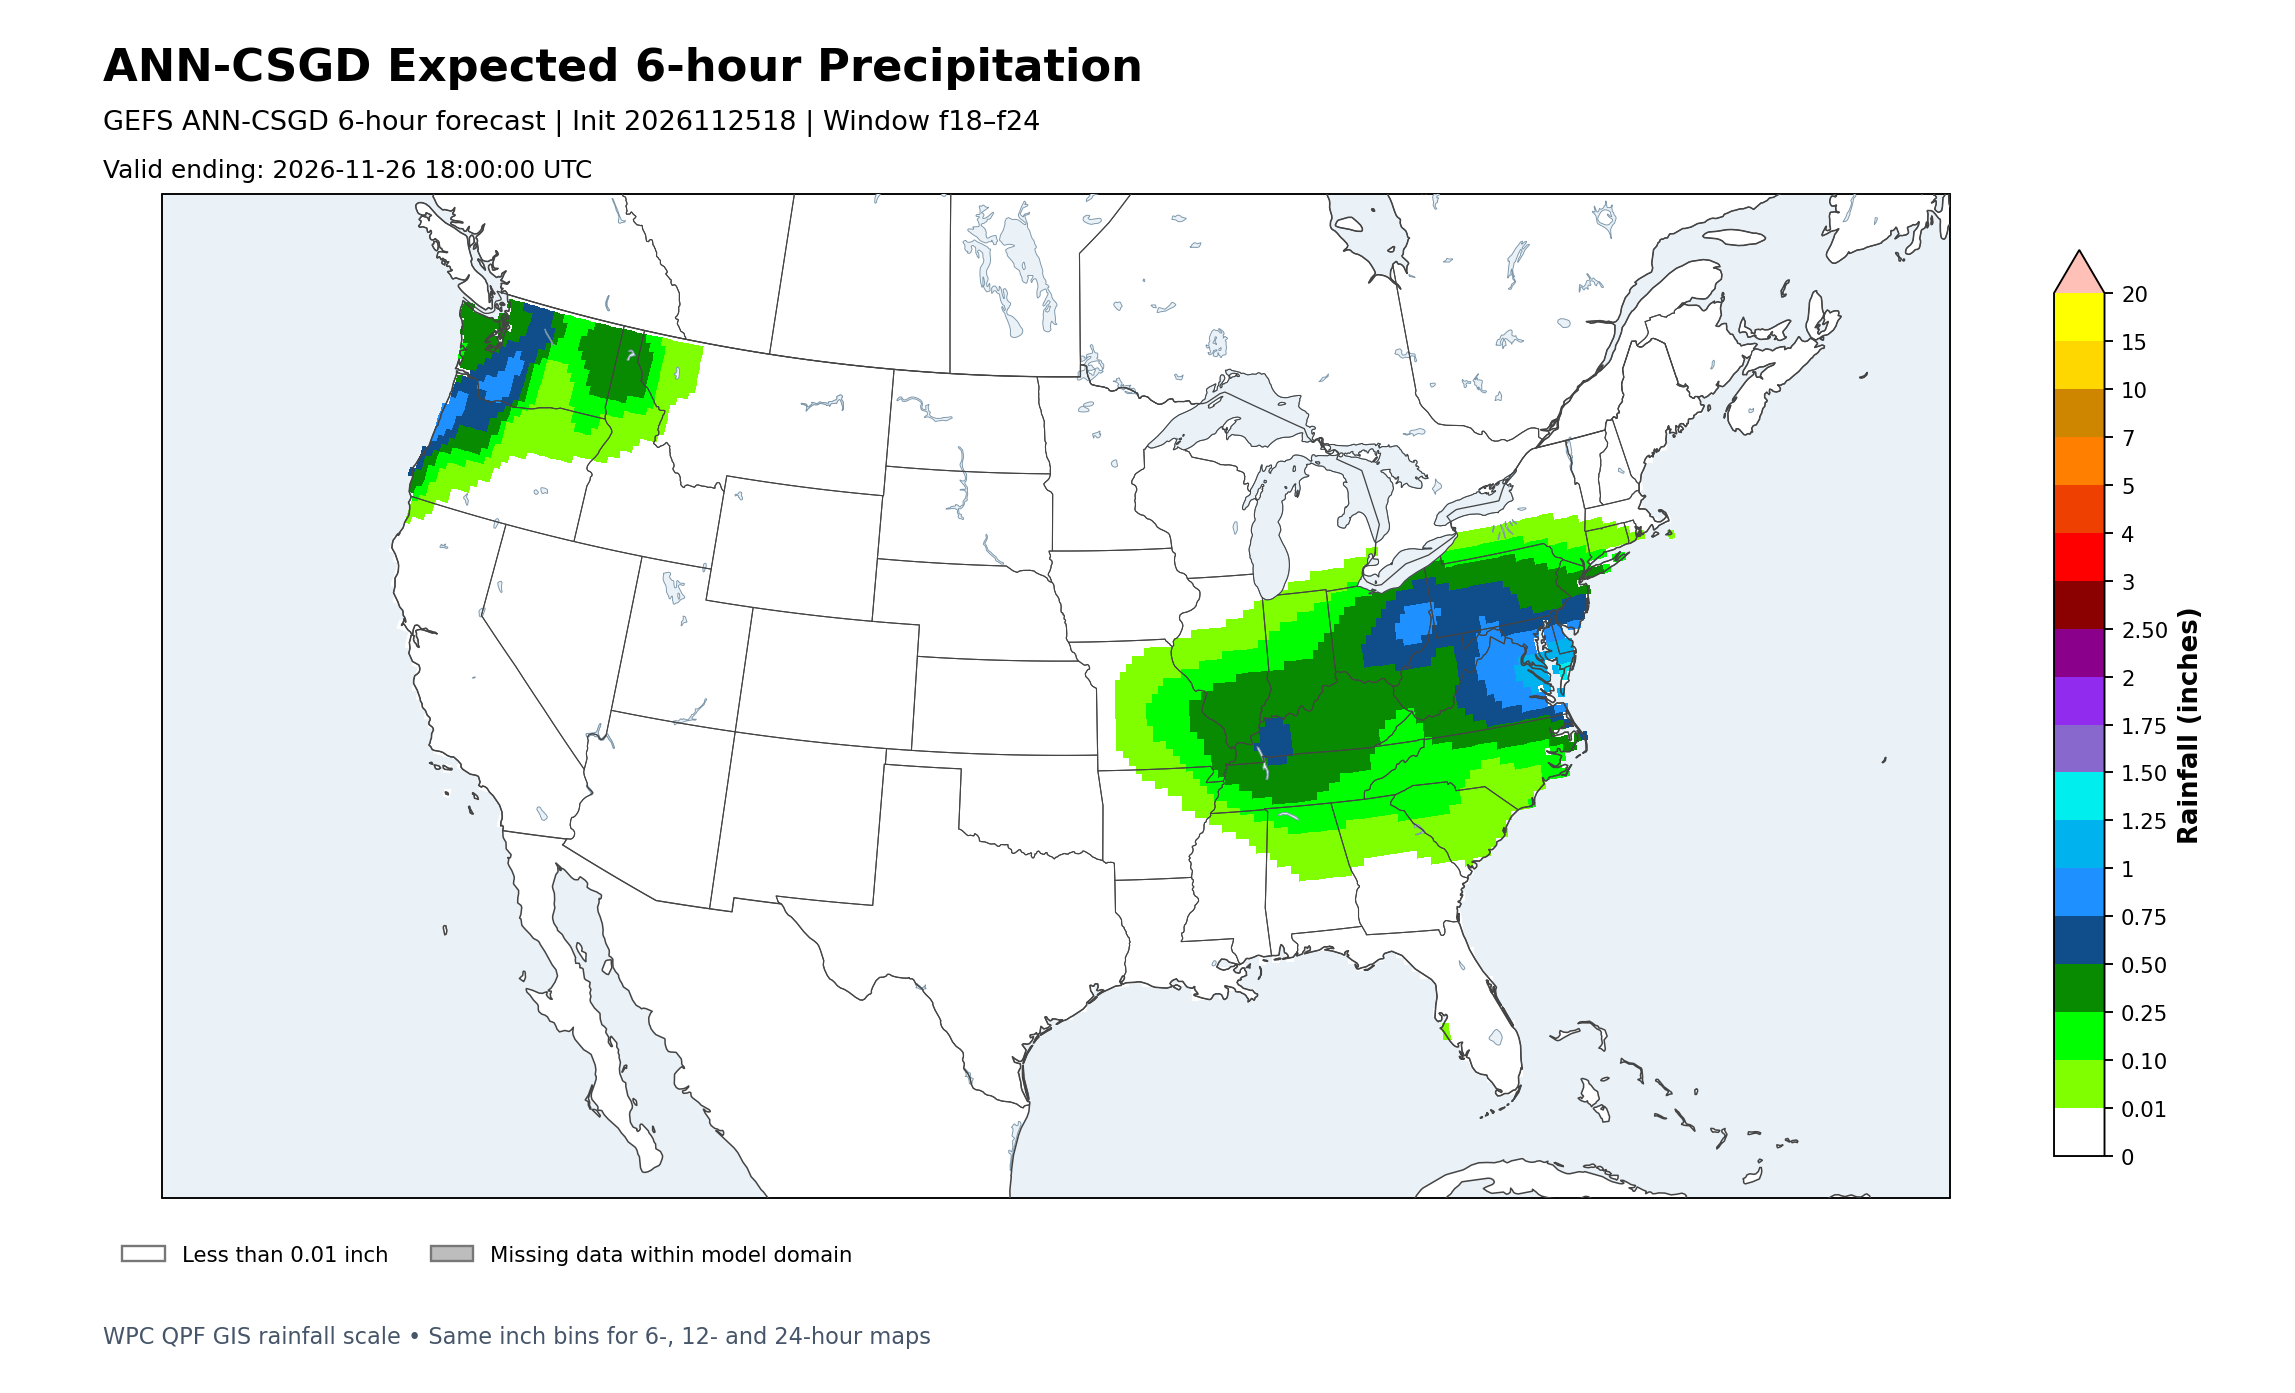 ANN-CSGD Expected 6-hour Precipitation
GEFS ANN-CSGD 6-hour forecast | Init 2026112518 | Window f18–f24
Valid ending: 2026-11-26 18:00:00 UTC
20
15
10
7
5
4
3
2.50
2
1.75
1.50
1.25
1
0.75
0.50
0.25
0.10
0.01
0
Rainfall (inches)
Less than 0.01 inch
Missing data within model domain
WPC QPF GIS rainfall scale • Same inch bins for 6-, 12- and 24-hour maps